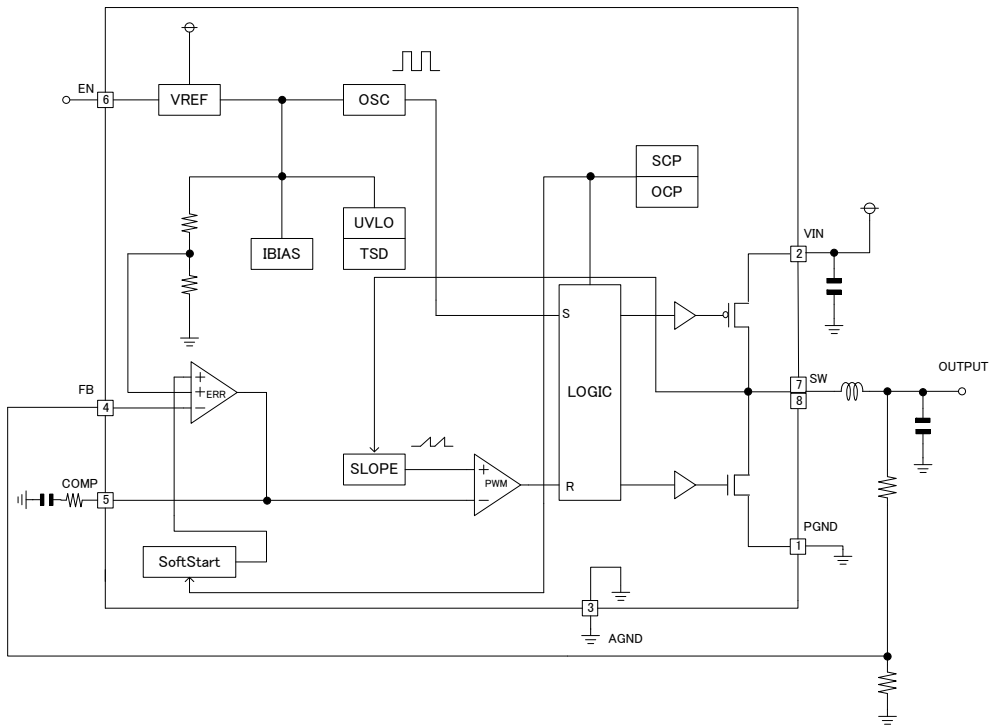 EN
6
VREF
OSC
SCP
OCP
UVLO
TSD
IBIAS
VIN
2
S
LOGIC
R
SW
7
8
OUTPUT
FB
4
+
+
−
ERR
SLOPE
+
−
PWM
COMP
5
SoftStart
PGND
1
3
AGND